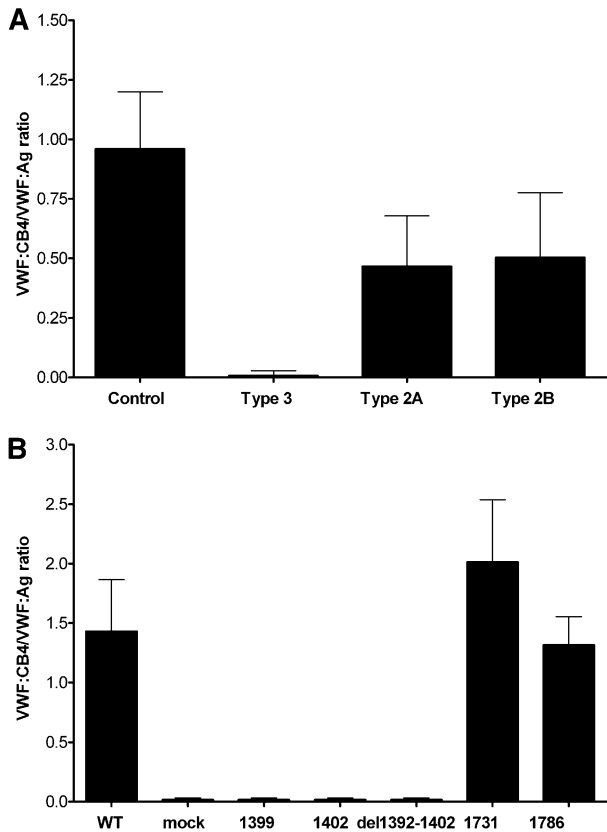 A
VWF:CB4/VWF:Ag ratio
1.50
1.25
1.00
0.75
0.50
0.25
0.00
Control Type 3 Type 2A Type 2B
B
VWF:CB4/VWF:Ag ratio
3.0
2.5
2.0
1.5
1.0
0.5
0.0
WT mock 1399 1402 del1392-1402 1731 1786